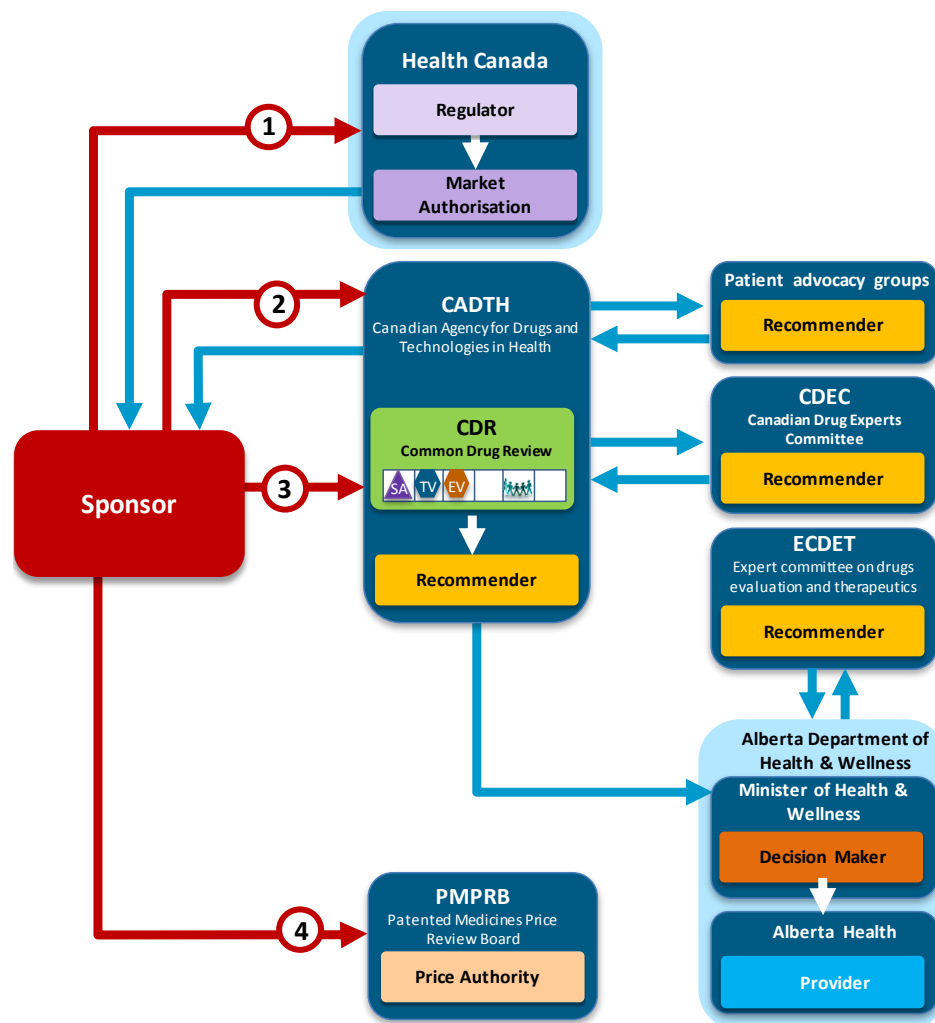 Health Canada
Regulator
Market
Authorisation
1
2
CADTH
Canadian Agency for Drugs and
Technologies in Health
Patient advocacy groups
Recommender
CDR
Common Drug Review
SA TV EV
Recommender
CDEC
Canadian Drug Experts
Committee
Recommender
Sponsor
3
ECDET
Expert committee on drugs
evaluation and therapeutics
Recommender
Alberta Department of
Health & Wellness
Minister of Health &
Wellness
Decision Maker
Alberta Health
Provider
4
PMPRB
Patented Medicines Price
Review Board
Price Authority